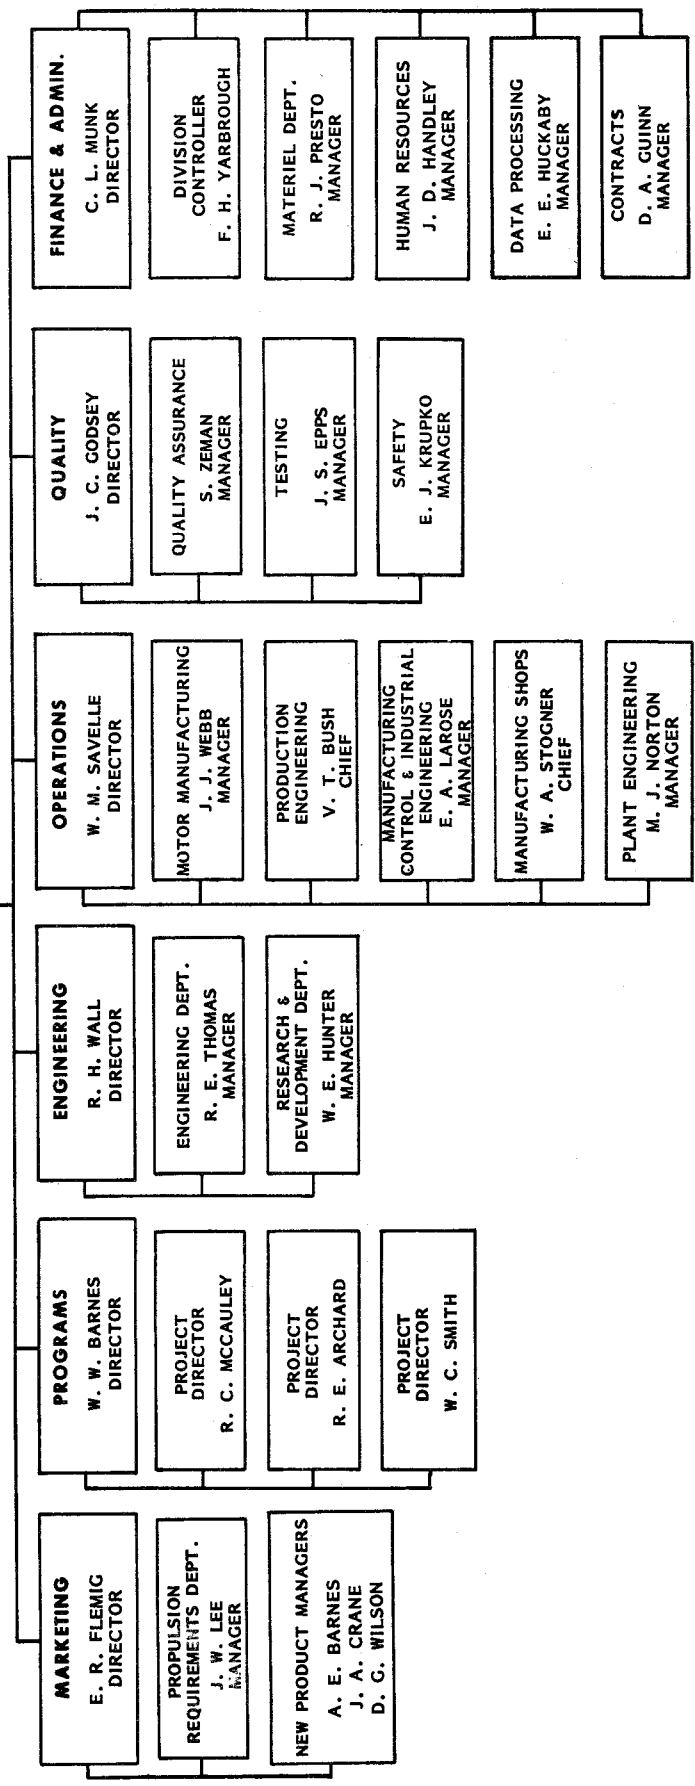 MARKETING
E. R. FLEMIG
DIRECTOR
PROPULSION
REQUIREMENTS DEPT.
J. W. LEE
MANAGER
NEW PRODUCT MANAGERS
A. E. BARNES
J. A. CRANE
D. G. WILSON
PROGRAMS
W. W. BARNES
DIRECTOR
PROJECT
DIRECTOR
R. C. MCCAULEY
PROJECT
DIRECTOR
R. E. ARCHARD
PROJECT
DIRECTOR
W. C. SMITH
ENGINEERING
R. H. WALL
DIRECTOR
ENGINEERING DEPT.
R. E. THOMAS
MANAGER
RESEARCH &
DEVELOPMENT DEPT.
W. E. HUNTER
MANAGER
OPERATIONS
W. M. SAVELLE
DIRECTOR
MOTOR MANUFACTURING
J. J. WEBB
MANAGER
PRODUCTION
ENGINEERING
V. T. BUSH
CHIEF
MANUFACTURING
CONTROL & INDUSTRIAL
ENGINEERING
E. A. LAROSE
MANAGER
MANUFACTURING SHOPS
W. A. STOGNER
CHIEF
PLANT ENGINEERING
M. J. NORTON
MANAGER
QUALITY
J. C. GODSEY
DIRECTOR
QUALITY ASSURANCE
S. ZEMAN
MANAGER
TESTING
J. S. EPPS
MANAGER
SAFETY
E. J. KRUPKO
MANAGER
FINANCE & ADMIN.
C. L. MUNK
DIRECTOR
DIVISION
CONTROLLER
F. H. YARBROUGH
MATERIEL DEPT.
R. J. PRESTO
MANAGER
HUMAN RESOURCES
J. D. HANDLEY
MANAGER
DATA PROCESSING
E. E. HUCKABY
MANAGER
CONTRACTS
D. A. GUINN
MANAGER